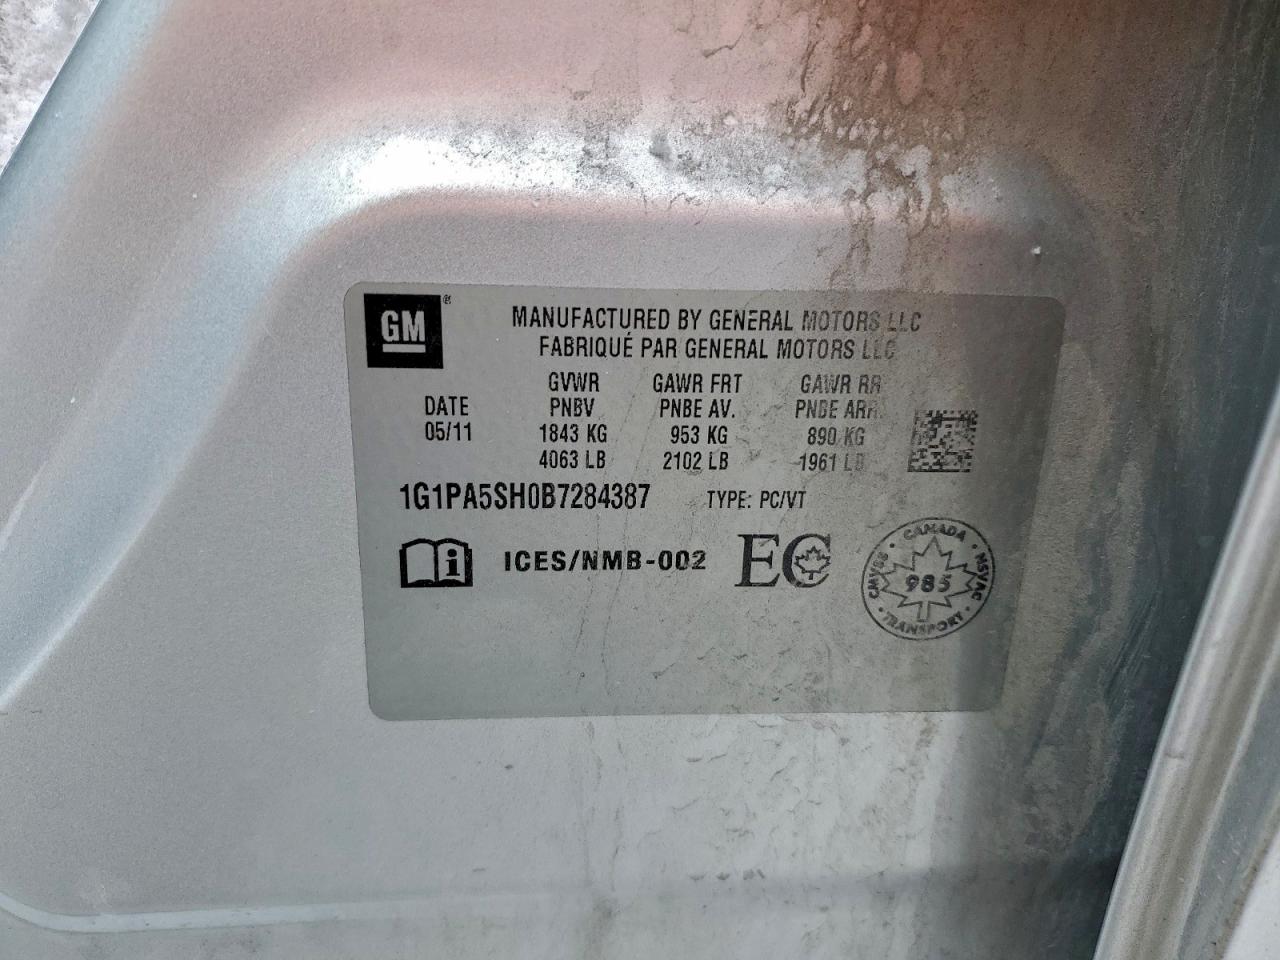 GM ®
MANUFACTURED BY GENERAL MOTORS LLC
FABRIQUÉ PAR GENERAL MOTORS LLC
GVWR GAWR FRT GAWR RR
DATE PNBV PNBE AV. PNBE ARR.
05/11 1843 KG 953 KG 890 KG
4063 LB 2102 LB 1961 LB
1G1PA5SH0B7284387 TYPE: PC/VT
i ICES/NMB-002 EC
CANADA
CMVSS 985 NSVAC
TRANSPORT